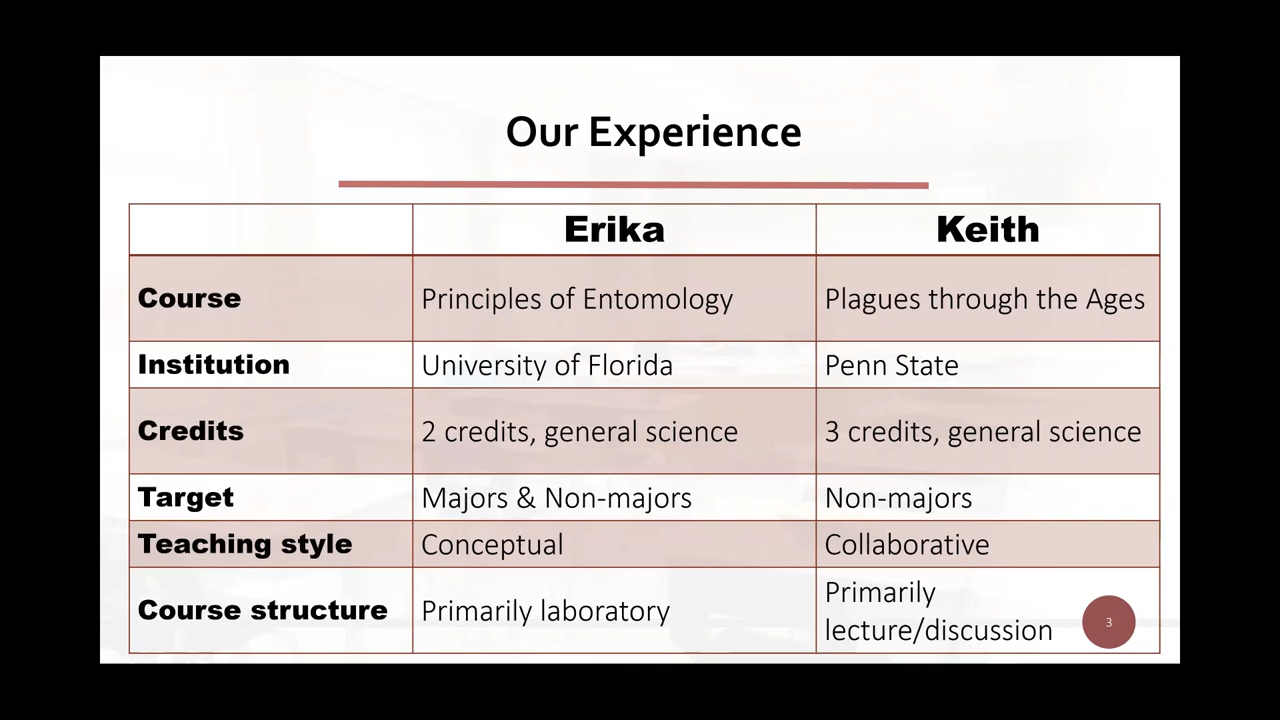 Our Experience
Erika Keith
Course Principles of Entomology Plagues through the Ages
Institution University of Florida Penn State
Credits 2 credits, general science 3 credits, general science
Target Majors & Non-majors Non-majors
Teaching style Conceptual Collaborative
Course structure Primarily laboratory Primarily
lecture/discussion
3